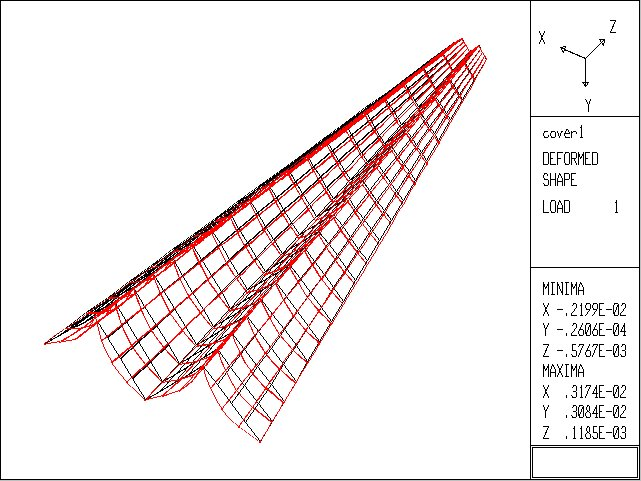 X
Z
Y
cover1
DEFORMED
SHAPE
LOAD 1
MINIMA
X -.2199E-02
Y -.2606E-04
Z -.5767E-03
MAXIMA
X .3174E-02
Y .3084E-02
Z .1185E-03